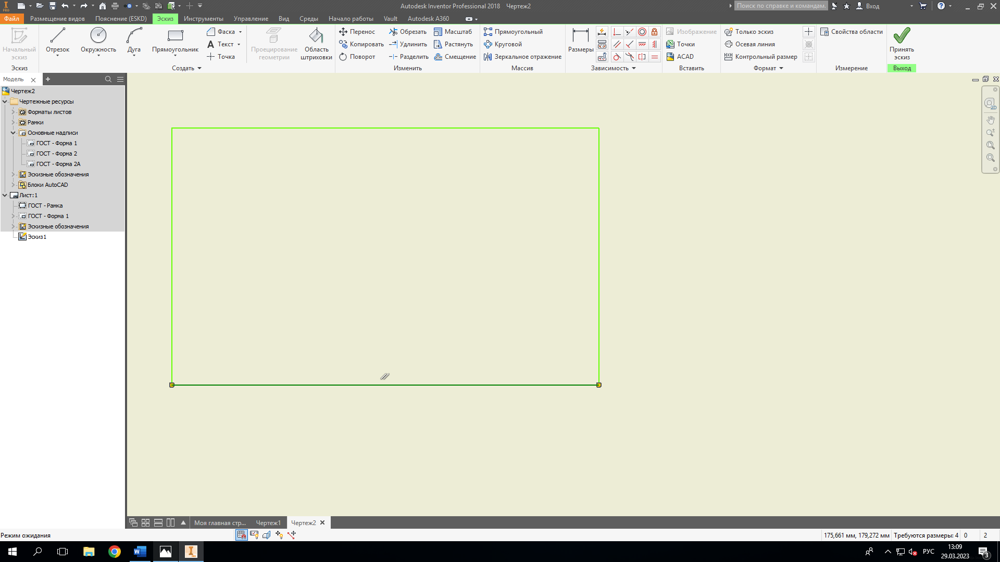 PRO
Autodesk Inventor Professional 2018 Чертеж2
Поиск по справке и командам.
Вход
Файл Размещение видов Пояснение (ESKD) Эскиз Инструменты Управление Вид Среды Начало работы Vault Autodesk A360
Начальный эскиз
Отрезок
Окружность
Дуга
Прямоугольник
Фаска
Текст
Точка
Проецирование геометрии
Область штриховки
Перенос
Копировать
Поворот
Обрезать
Удлинить
Разделить
Масштаб
Растянуть
Смещение
Прямоугольный
Круговой
Зеркальное отражение
Размеры
Изображение
Точки
ACAD
Только эскиз
Осевая линия
Контрольный размер
Свойства области
Принять эскиз
Эскиз Создать Изменить Массив Зависимость Вставить Формат Измерение Выход
Модель
Чертеж2
Чертежные ресурсы
Форматы листов
Рамки
Основные надписи
ГОСТ - Форма 1
ГОСТ - Форма 2
ГОСТ - Форма 2А
Эскизные обозначения
Блоки AutoCAD
Лист:1
ГОСТ - Рамка
ГОСТ - Форма 1
Эскизные обозначения
Эскиз1
2D
Моя главная стр... Чертеж1 Чертеж2
Режим ожидания
175,661 мм, 179,272 мм Требуются размеры: 4 0 2
РУС
13:09
29.03.2023
3